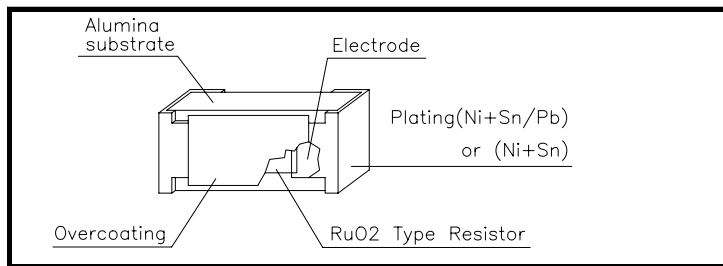 Alumina
substrate
Electrode
Plating(Ni+Sn/Pb)
or (Ni+Sn)
Overcoating
RuO2 Type Resistor